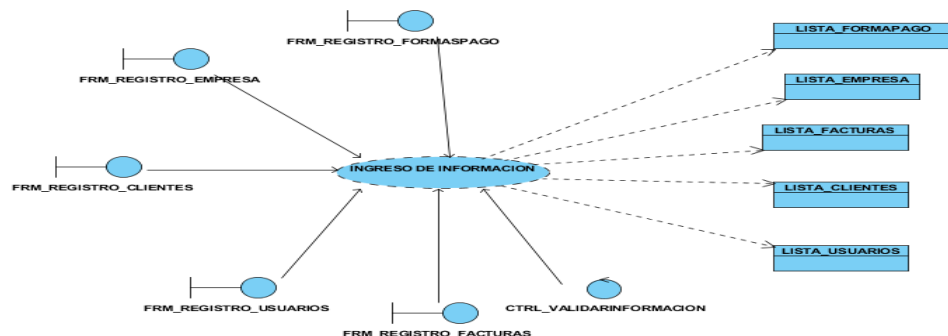 FRM_REGISTRO_FORMASPAGO
LISTA_FORMAPAGO
FRM_REGISTRO_EMPRESA
LISTA_EMPRESA
LISTA_FACTURAS
INGRESO DE INFORMACION
FRM_REGISTRO_CLIENTES
LISTA_CLIENTES
LISTA_USUARIOS
FRM_REGISTRO_USUARIOS
CTRL_VALIDARINFORMACION
FRM_REGISTRO_FACTURAS